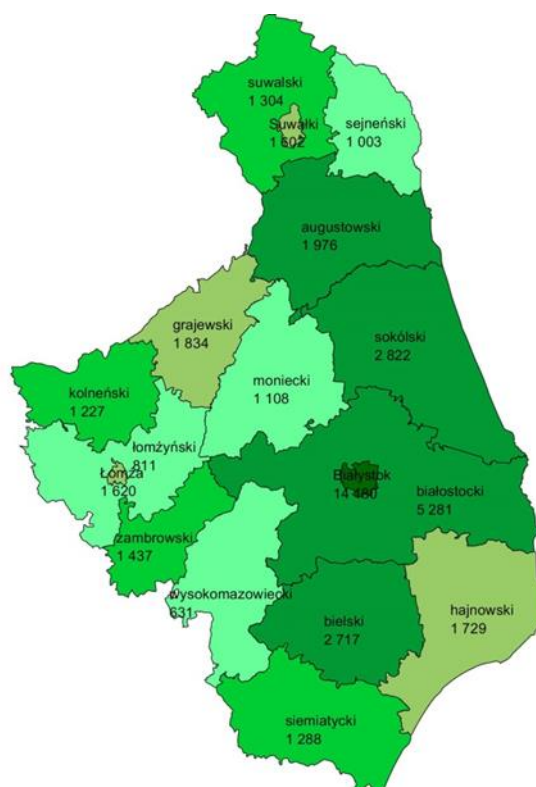 suwalski
1 304
Suwałki
1 602
sejneński
1 003
augustowski
1 976
grajewski
1 834
sokólski
2 822
moniecki
1 108
kolneński
1 227
łomżyński
811
Łomża
1 620
Białystok
14 480
białostocki
5 281
zambrowski
1 437
wysokomazowiecki
631
bielski
2 717
hajnowski
1 729
siemiatycki
1 288